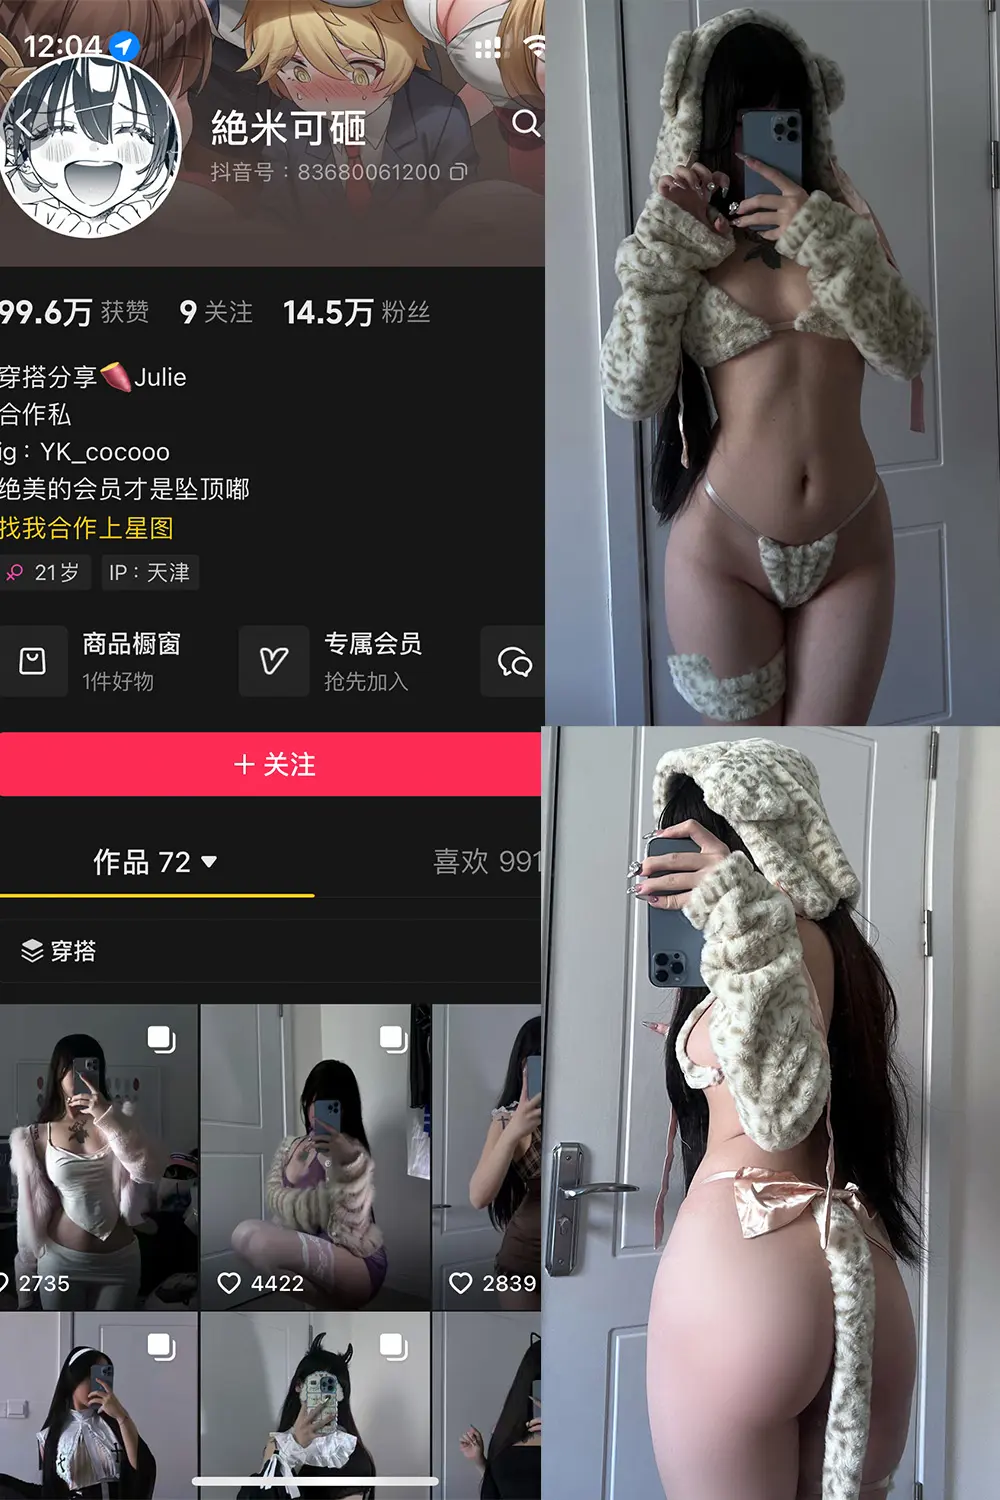 12:04
絶米可砸
抖音号：83680061200
99.6万 获赞 9 关注 14.5万 粉丝
穿搭分享🍠Julie
合作私
ig：YK_cocooo
绝美的会员才是坠顶嘟
找我合作上星图
21岁 IP：天津
商品橱窗 专属会员
1件好物 抢先加入
+ 关注
作品 72 喜欢 991
穿搭
2735 4422 2839